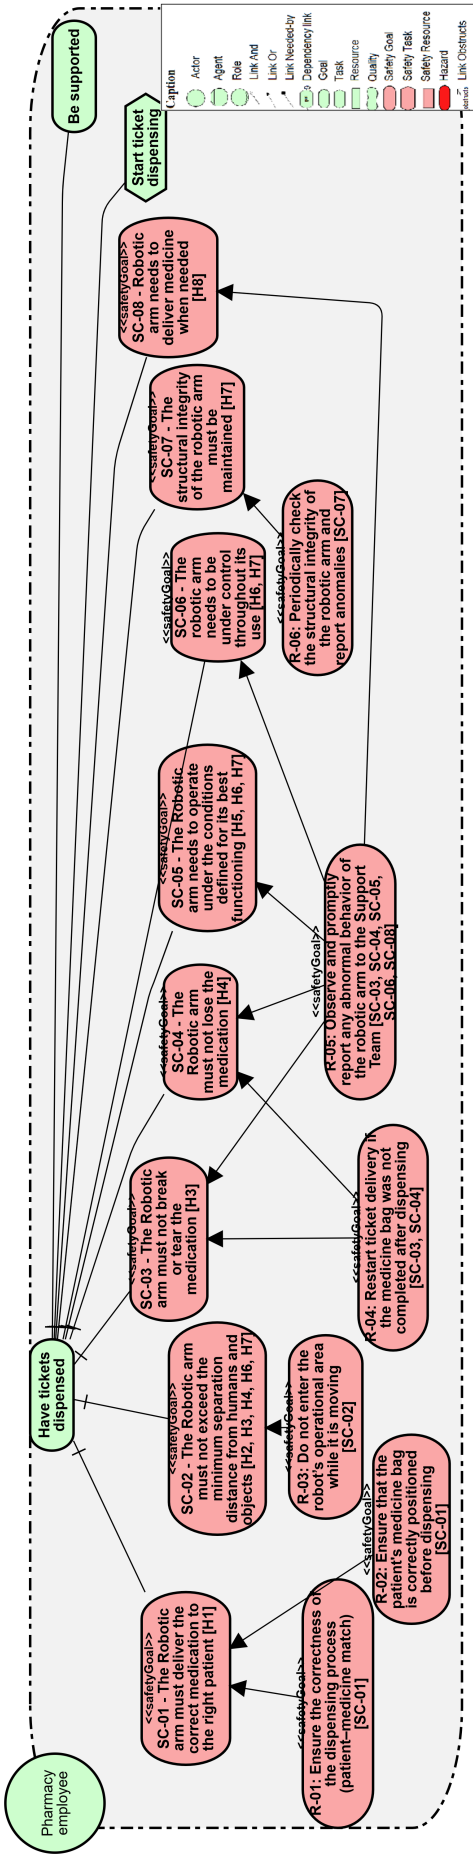 Pharmacy
employee
Have tickets
dispensed
Be supported
Start ticket
dispensing
<<safetyGoal>>
SC-01 - The Robotic
arm must deliver the
correct medication to
the right patient [H1]
<<safetyGoal>>
SC-02 - The Robotic arm
must not exceed the
minimum separation
distance from humans and
objects [H2, H3, H4, H6, H7]
<<safetyGoal>>
SC-03 - The Robotic
arm must not break
or tear the
medication [H3]
<<safetyGoal>>
SC-04 - The
Robotic arm
must not lose the
medication [H4]
<<safetyGoal>>
SC-05 - The Robotic
arm needs to operate
under the conditions
defined for its best
functioning [H5, H6, H7]
<<safetyGoal>>
SC-06 - The
robotic arm
needs to be
under control
throughout its
use [H6, H7]
<<safetyGoal>>
SC-07 - The
structural integrity
of the robotic arm
must be
maintained [H7]
<<safetyGoal>>
SC-08 - Robotic
arm needs to
deliver medicine
when needed
[H8]
<<safetyGoal>>
R-01: Ensure the correctness of
the dispensing process
(patient–medicine match)
[SC-01]
<<safetyGoal>>
R-02: Ensure that the
patient's medicine bag
is correctly positioned
before dispensing
[SC-01]
<<safetyGoal>>
R-03: Do not enter the
robot's operational area
while it is moving
[SC-02]
<<safetyGoal>>
R-04: Restart ticket delivery if
the medicine bag was not
completed after dispensing
[SC-03, SC-04]
<<safetyGoal>>
R-05: Observe and promptly
report any abnormal behavior of
the robotic arm to the Support
Team [SC-03, SC-04, SC-05,
SC-06, SC-08]
<<safetyGoal>>
R-06: Periodically check
the structural integrity of
the robotic arm and
report anomalies [SC-07]
Caption
Actor
Agent
Role
Link And
Link Or
Link Needed-by
Dependency link
Goal
Task
Resource
Quality
Safety Goal
Safety Task
Safety Resource
Hazard
Link Obstructs